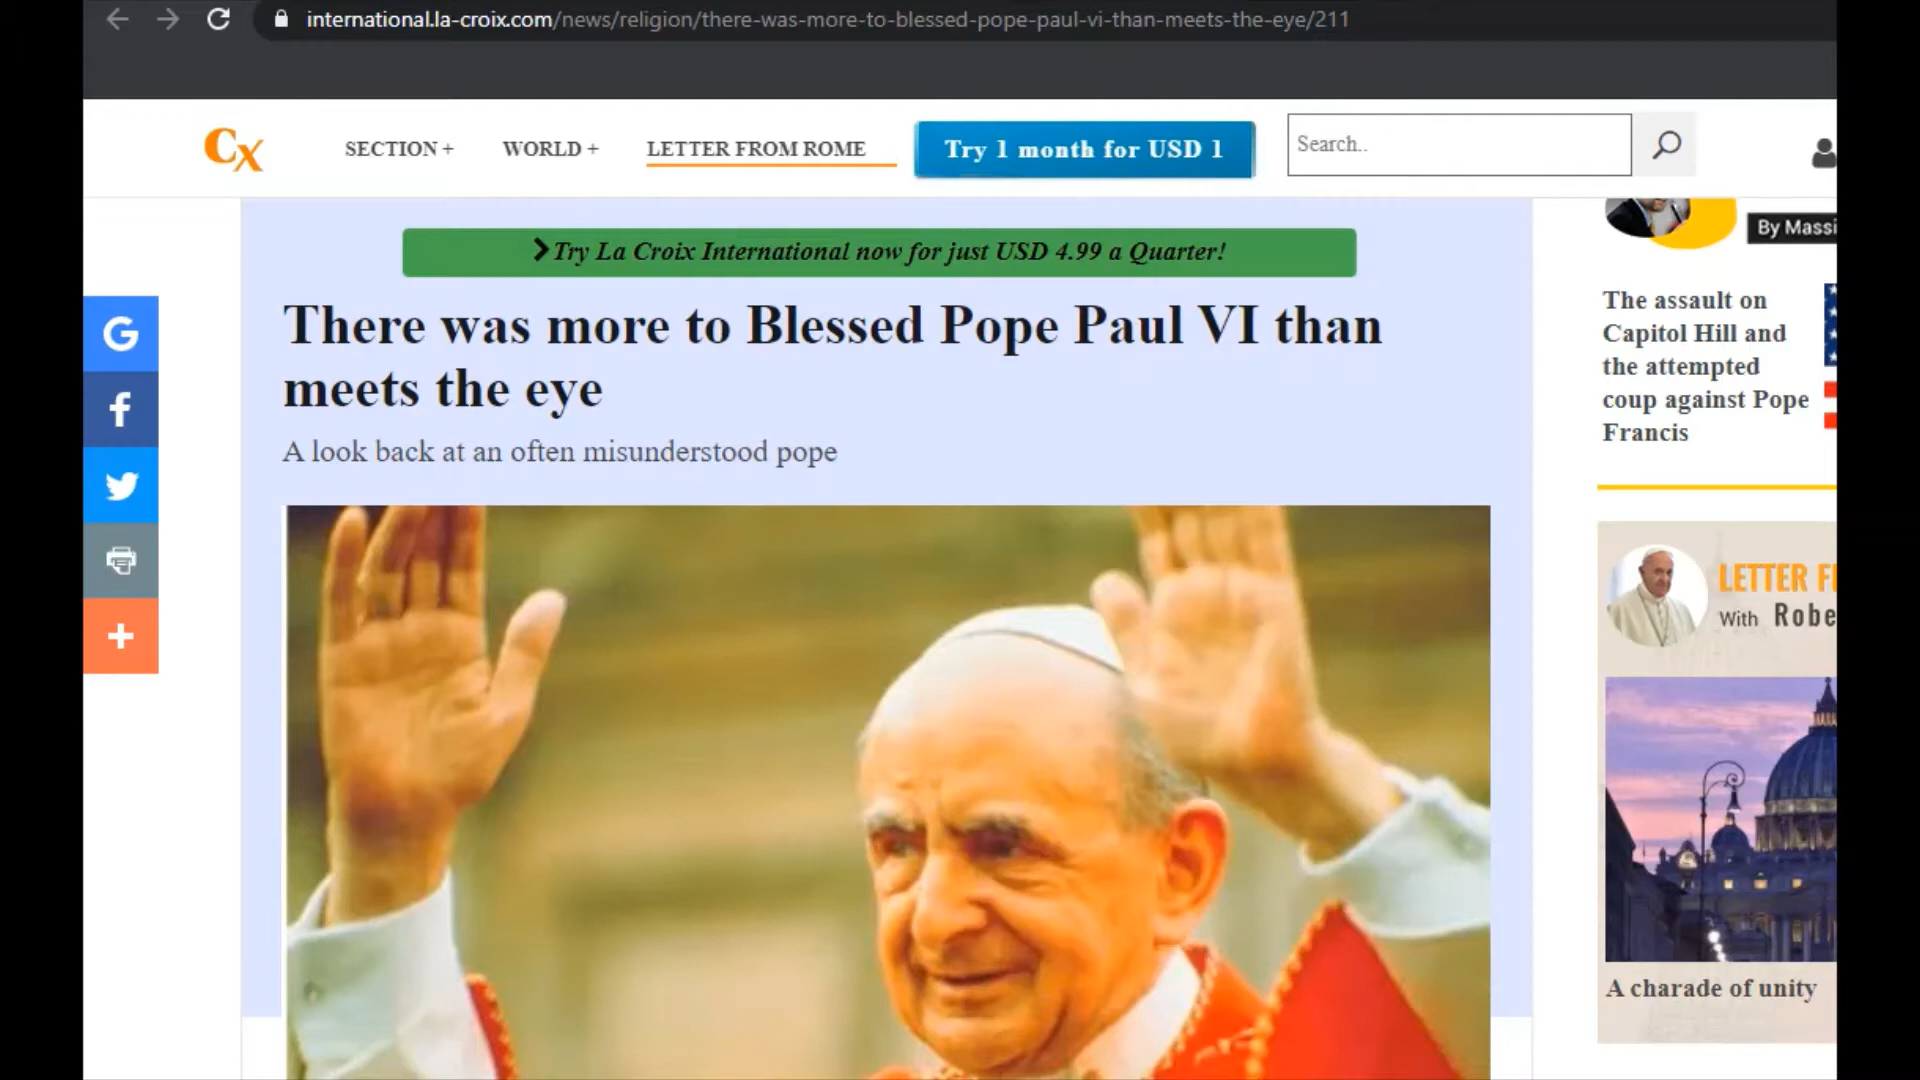 international.la-croix.com/news/religion/there-was-more-to-blessed-pope-paul-vi-than-meets-the-eye/211
Cx
SECTION +
WORLD +
LETTER FROM ROME
Try 1 month for USD 1
Search..
Try La Croix International now for just USD 4.99 a Quarter!
There was more to Blessed Pope Paul VI than
meets the eye
A look back at an often misunderstood pope
By Massi
The assault on
Capitol Hill and
the attempted
coup against Pope
Francis
LETTER F
With Robe
A charade of unity